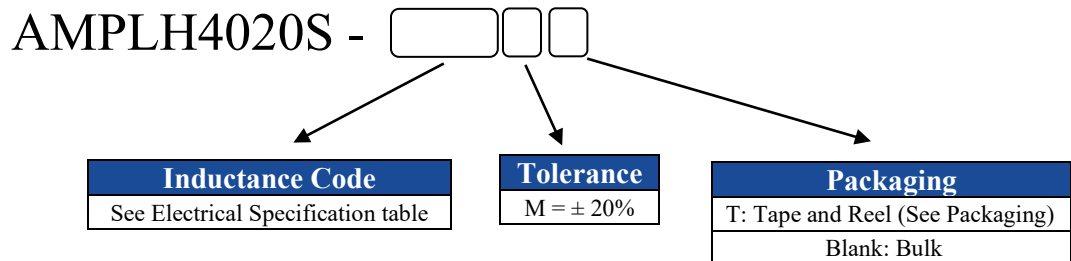 AMPLH4020S -
Inductance Code
See Electrical Specification table
Tolerance
M = ± 20%
Packaging
T: Tape and Reel (See Packaging)
Blank: Bulk